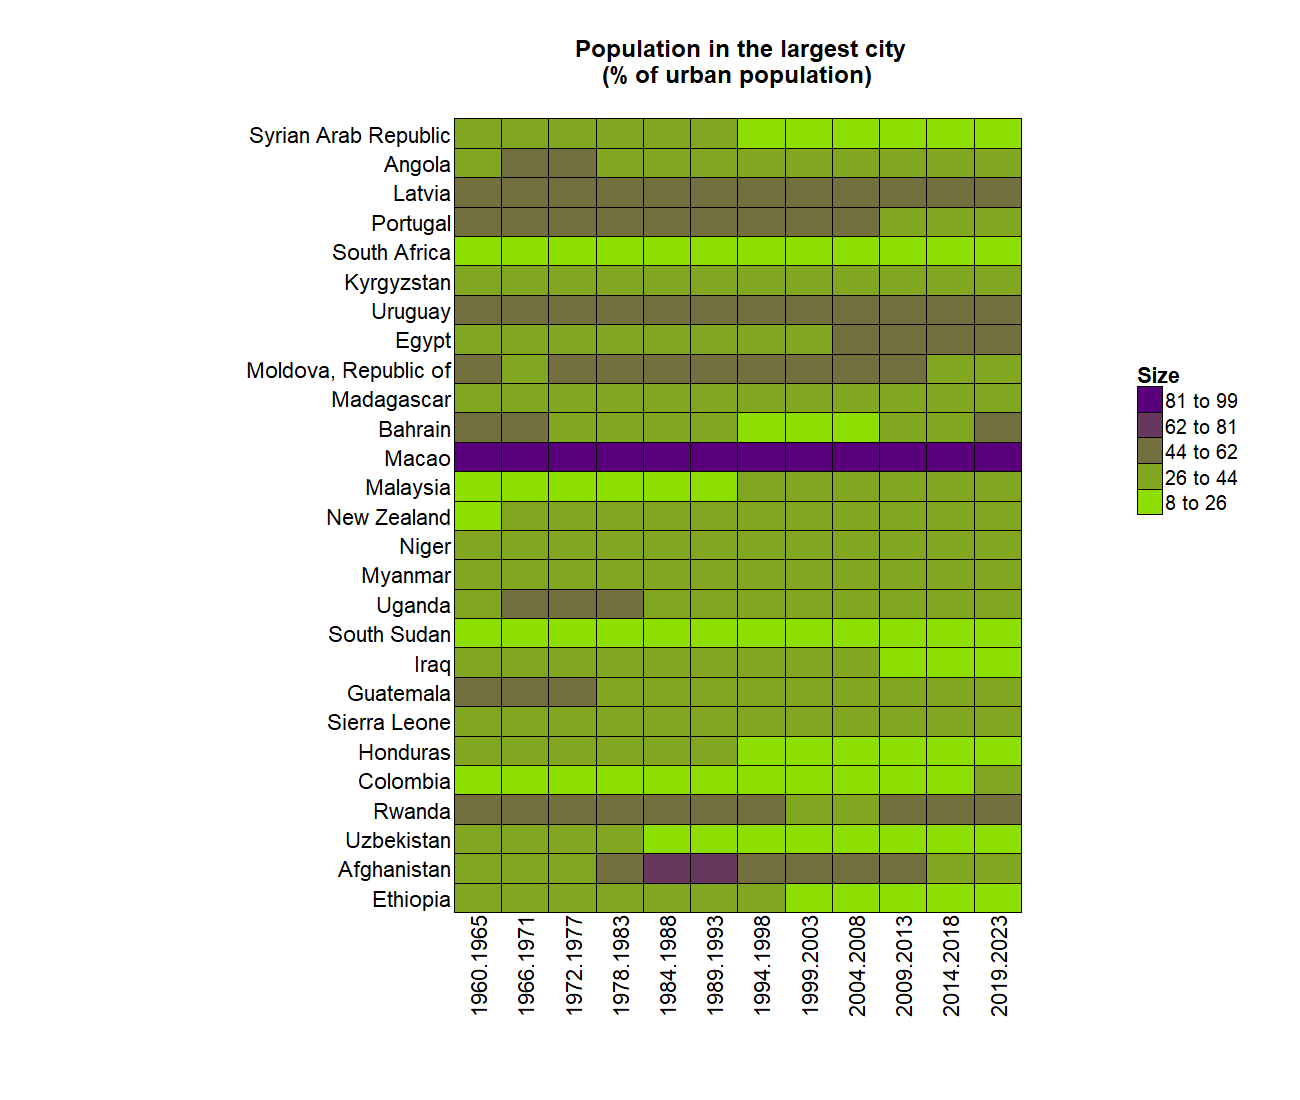 Population in the largest city
(% of urban population)
Syrian Arab Republic
Angola
Latvia
Portugal
South Africa
Kyrgyzstan
Uruguay
Egypt
Moldova, Republic of
Madagascar
Bahrain
Macao
Malaysia
New Zealand
Niger
Myanmar
Uganda
South Sudan
Iraq
Guatemala
Sierra Leone
Honduras
Colombia
Rwanda
Uzbekistan
Afghanistan
Ethiopia
1960.1965
1966.1971
1972.1977
1978.1983
1984.1988
1989.1993
1994.1998
1999.2003
2004.2008
2009.2013
2014.2018
2019.2023
Size
81 to 99
62 to 81
44 to 62
26 to 44
8 to 26